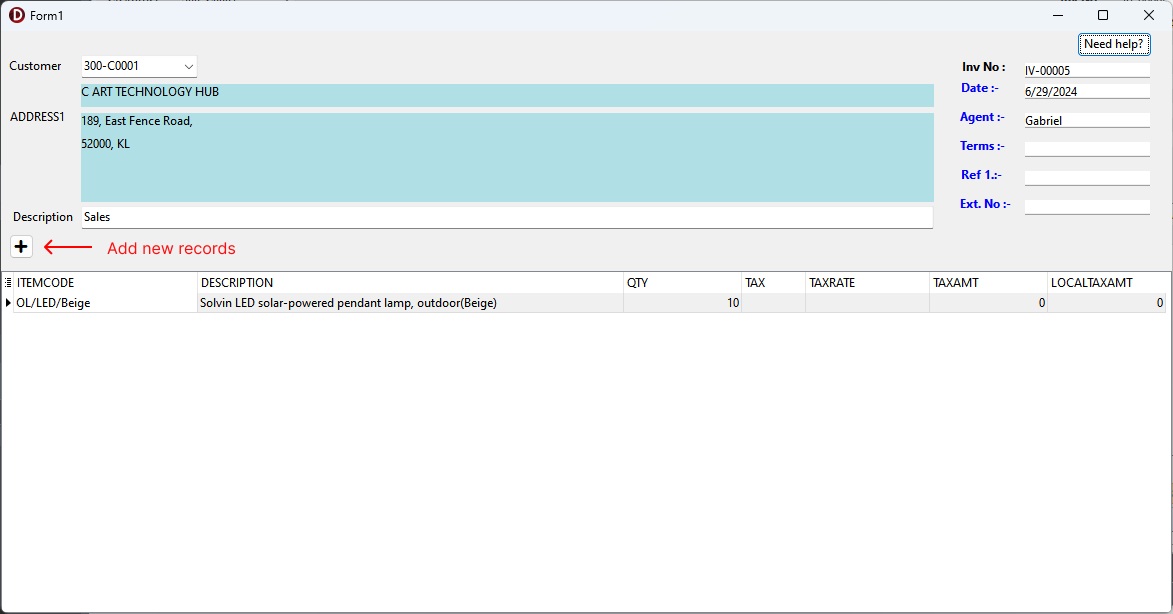 Form1
Need help?
Customer 300-C0001
C ART TECHNOLOGY HUB
ADDRESS1 189, East Fence Road,
52000, KL
Description Sales
Inv No : IV-00005
Date :- 6/29/2024
Agent :- Gabriel
Terms :-
Ref 1.:-
Ext. No :-
Add new records
ITEMCODE DESCRIPTION QTY TAX TAXRATE TAXAMT LOCALTAXAMT
OL/LED/Beige Solvin LED solar-powered pendant lamp, outdoor(Beige) 10 0 0